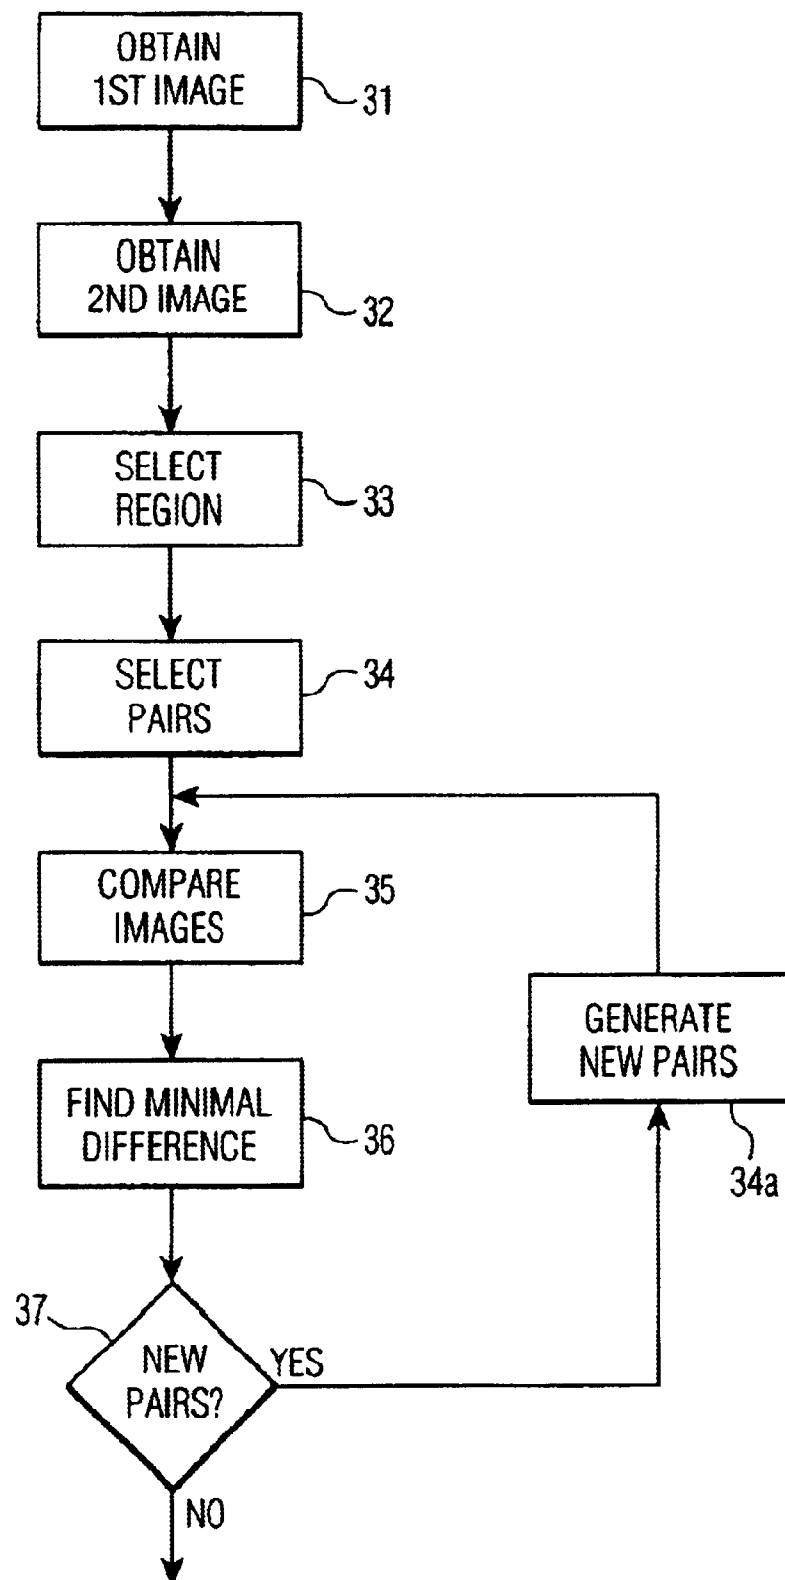 OBTAIN
1ST IMAGE
31
OBTAIN
2ND IMAGE
32
SELECT
REGION
33
SELECT
PAIRS
34
COMPARE
IMAGES
35
GENERATE
NEW PAIRS
34a
FIND MINIMAL
DIFFERENCE
36
37
NEW
PAIRS?
YES
NO